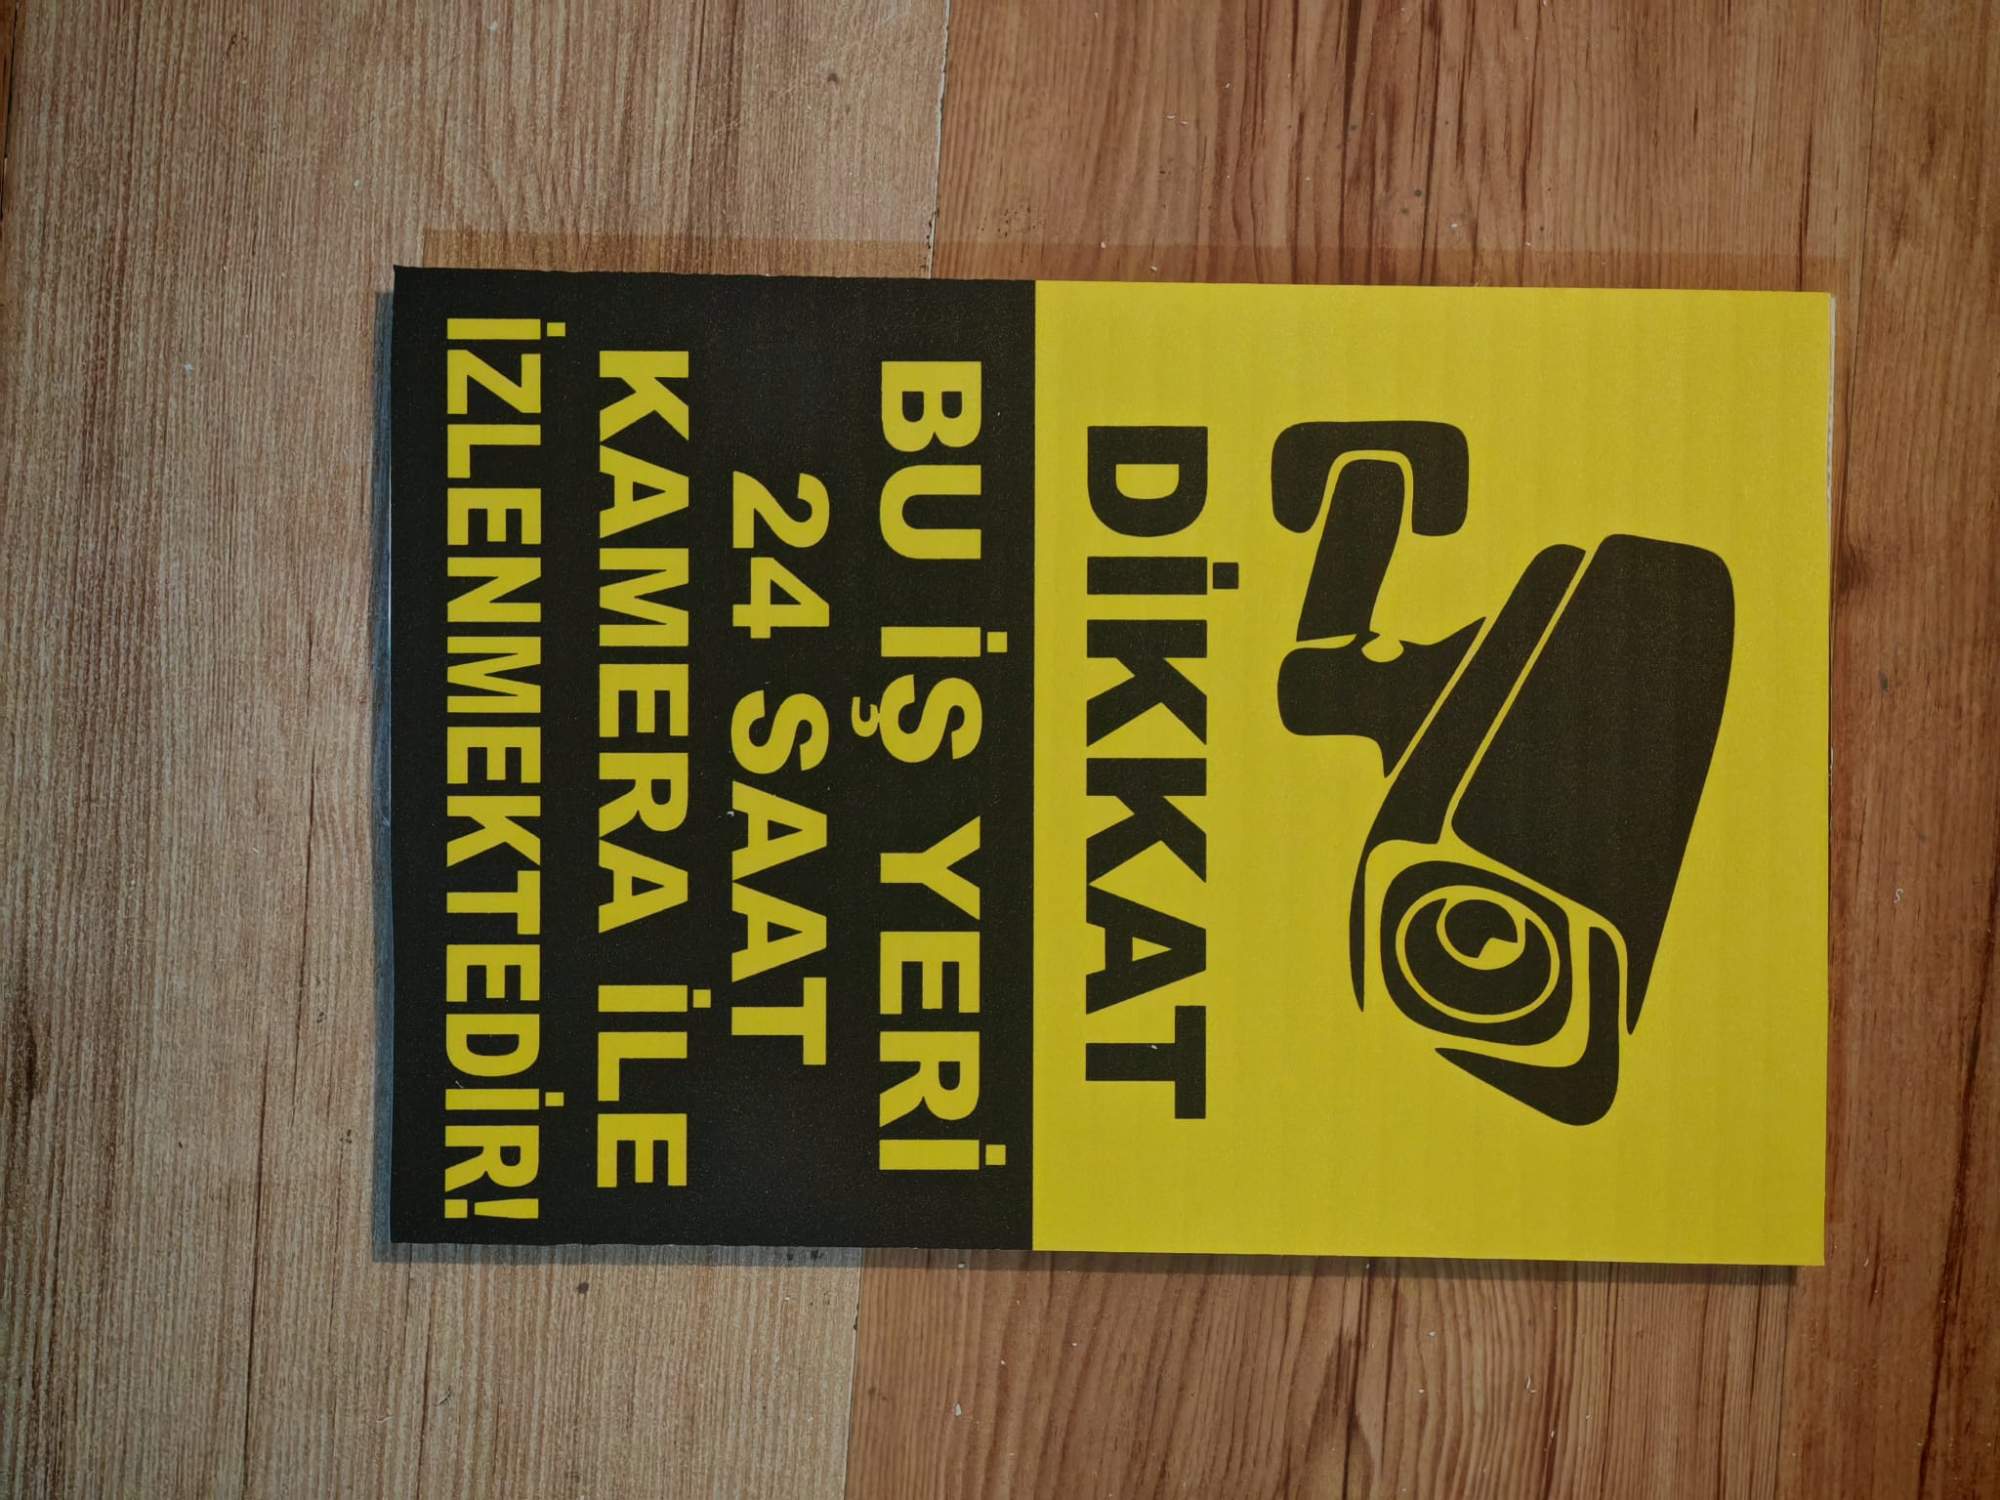 DİKKAT
BU İŞ YERİ
24 SAAT
KAMERA İLE
İZLENMEKTEDİR!